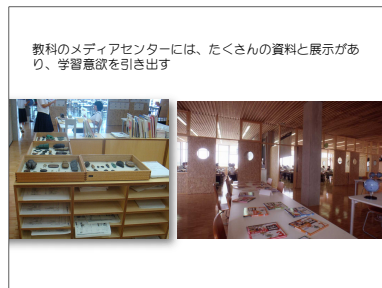 教科のメディアセンターには、たくさんの資料と展示があ
り、学習意欲を引き出す